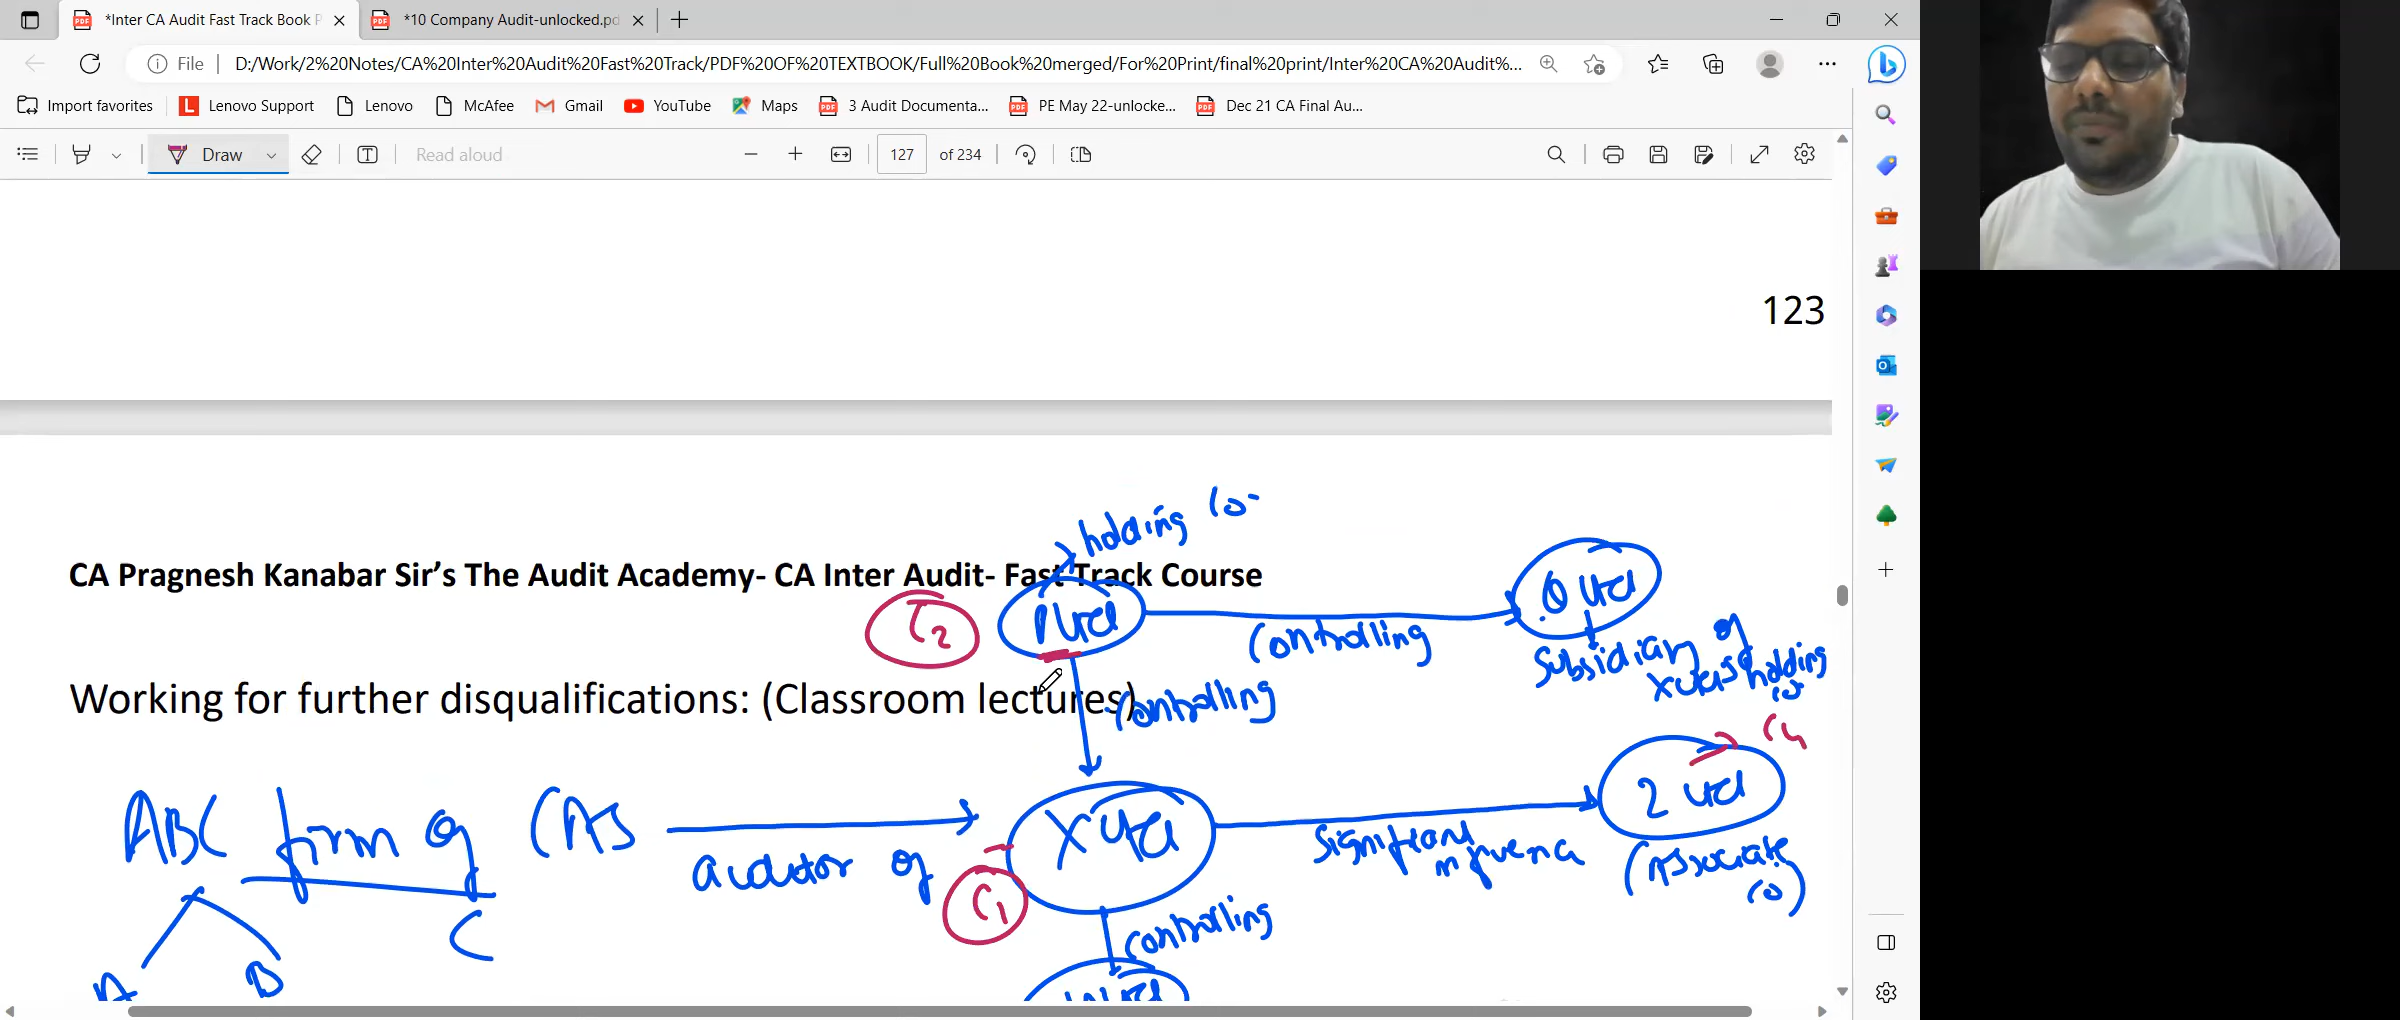 *Inter CA Audit Fast Track Book P
*10 Company Audit-unlocked.pd
File
D:/Work/2%20Notes/CA%20Inter%20Audit%20Fast%20Track/PDF%20OF%20TEXTBOOK/Full%20Book%20merged/For%20Print/final%20print/Inter%20CA%20Audit%...
Import favorites
Lenovo Support
Lenovo
McAfee
Gmail
YouTube
Maps
3 Audit Documenta...
PE May 22-unlocke...
Dec 21 CA Final Au...
Draw
Read aloud
127 of 234
123
holding Co
CA Pragnesh Kanabar Sir's The Audit Academy- CA Inter Audit- Fast Track Course
C2
P Ltd
Controlling
Q Ltd
Subsidiary of
X Ltd's holding
Co
Working for further disqualifications: (Classroom lectures)
Controlling
C4
ABC firm of CAs
auditor of
X Ltd
C1
Significant
influence
Z Ltd
(Associate
Co)
Controlling
A
B
C